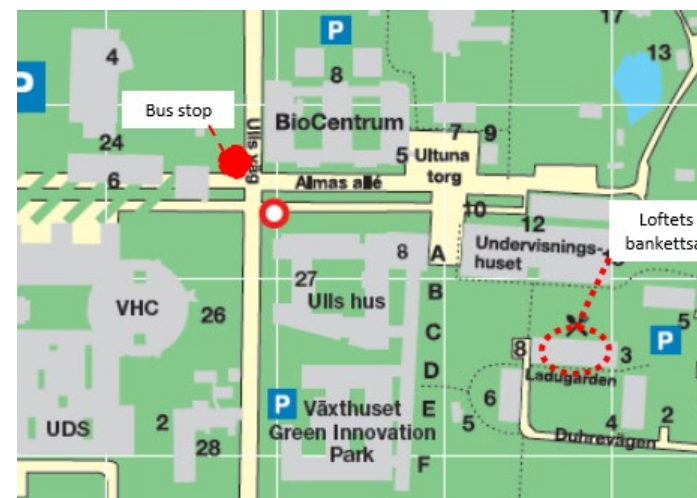 17
P
4
13
P
8
Bus stop
Ulls väg
BioCentrum
24
7
9
5
Ultuna
torg
6
Almas allé
10
12
Loftets
banketts
Undervisnings-
huset
8
A
27
B
VHC
26
Ulls hus
5
C
P
8
3
D
Ladugården
P
Växthuset
Green Innovation
Park
E
6
2
5
4
2
UDS
28
Duhrevägen
F